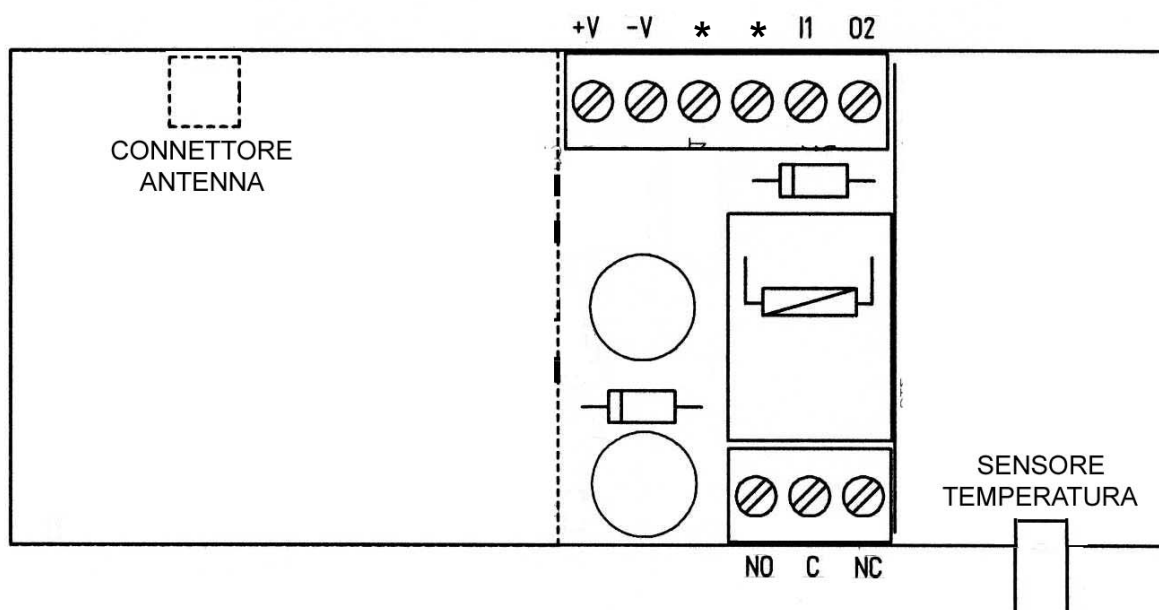 +V -V * * I1 O2
CONNETTORE
ANTENNA
SENSORE
TEMPERATURA
NO C NC